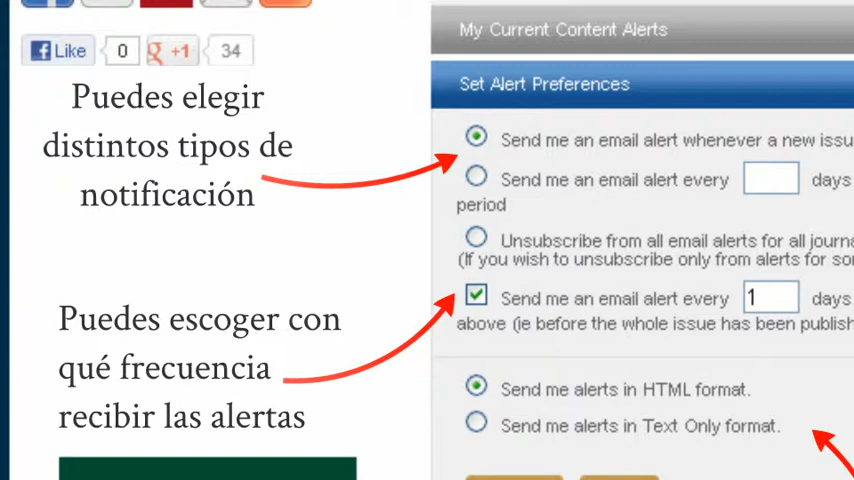 Like 0 +1 34
Puedes elegir
distintos tipos de
notificación
Puedes escoger con
qué frecuencia
recibir las alertas
My Current Content Alerts
Set Alert Preferences
Send me an email alert whenever a new issu
Send me an email alert every days
period
Unsubscribe from all email alerts for all journa
(If you wish to unsubscribe only from alerts for so
Send me an email alert every 1 days
above (ie before the whole issue has been publish
Send me alerts in HTML format.
Send me alerts in Text Only format.